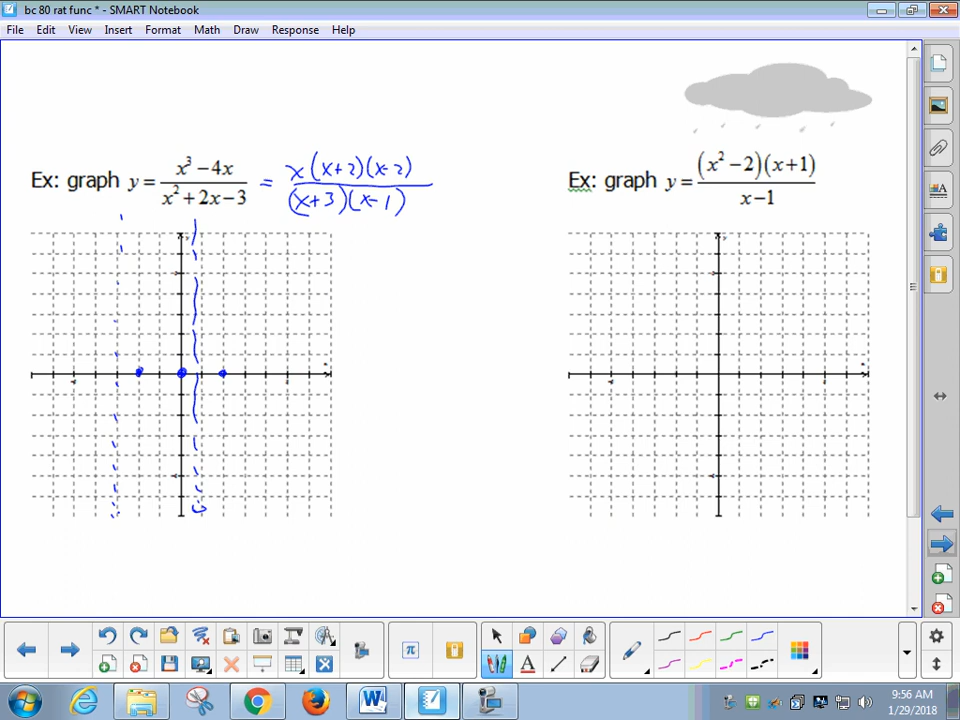 bc 80 rat func * - SMART Notebook
File Edit View Insert Format Math Draw Response Help
Ex: graph y = (x³ − 4x)/(x² + 2x − 3) = x(x+2)(x-2)/(x+3)(x-1)
Ex: graph y = (x² − 2)(x + 1)/(x − 1)
π
A
W
9:56 AM
1/29/2018